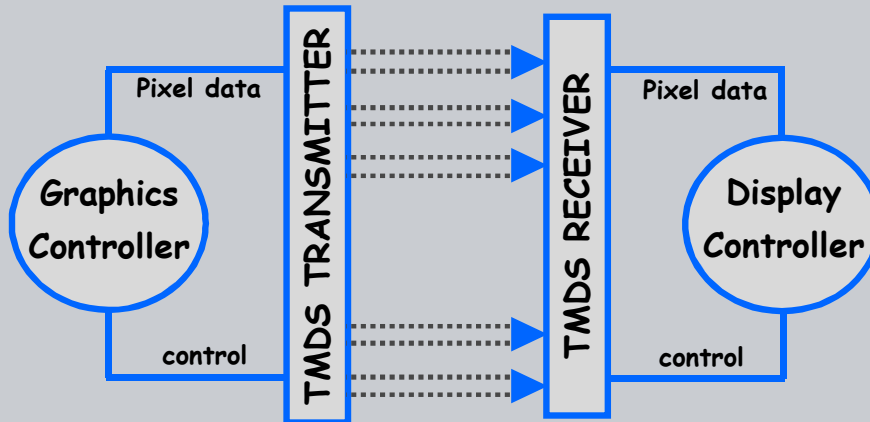 Graphics
Controller
Pixel data
control
TMDS TRANSMITTER
TMDS RECEIVER
Pixel data
control
Display
Controller